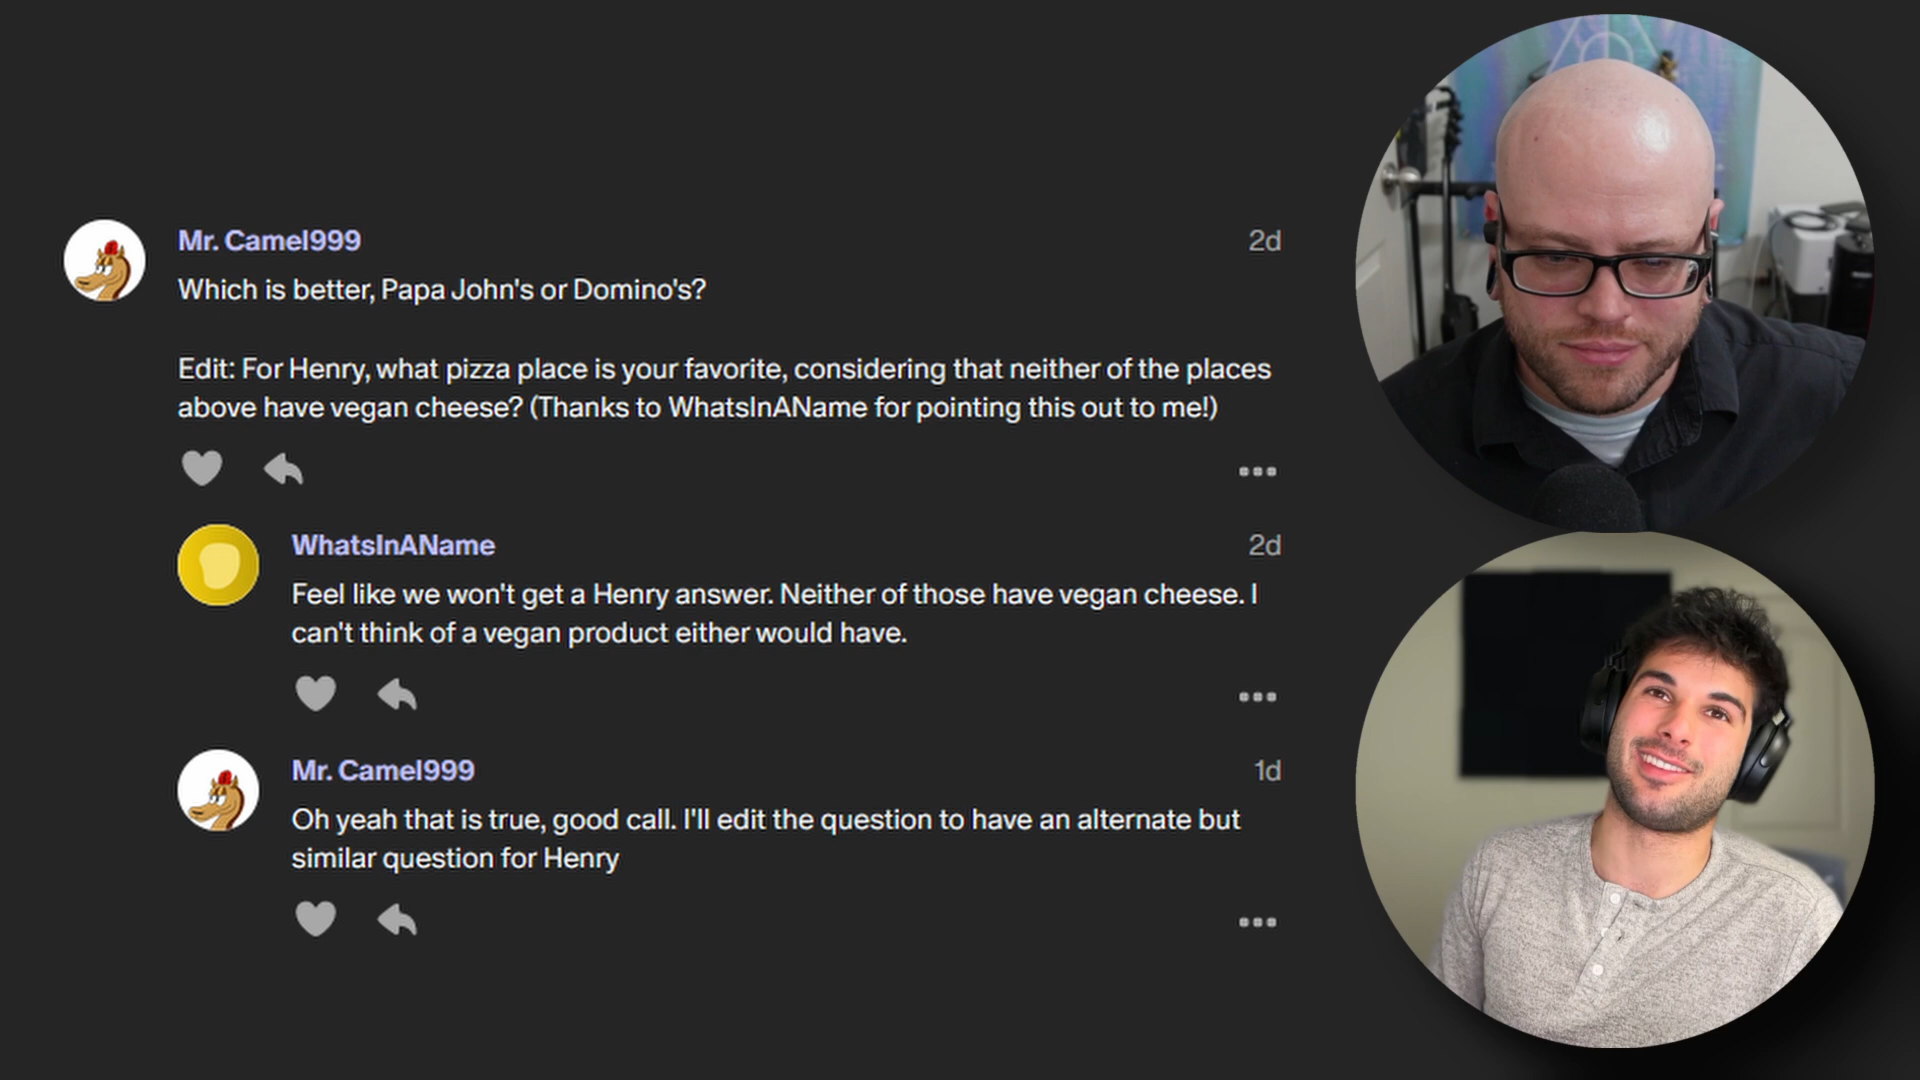 Mr. Camel999 2d
Which is better, Papa John's or Domino's?
Edit: For Henry, what pizza place is your favorite, considering that neither of the places
above have vegan cheese? (Thanks to WhatsInAName for pointing this out to me!)
WhatsInAName 2d
Feel like we won't get a Henry answer. Neither of those have vegan cheese. I
can't think of a vegan product either would have.
Mr. Camel999 1d
Oh yeah that is true, good call. I'll edit the question to have an alternate but
similar question for Henry